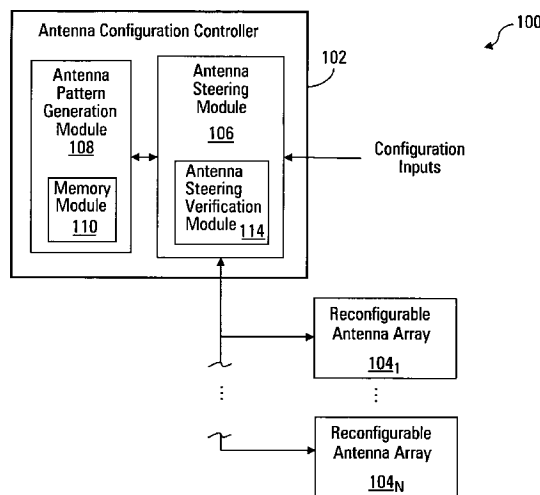 100
Antenna Configuration Controller
102
Antenna
Pattern
Generation
Module
108
Memory
Module
110
Antenna
Steering
Module
106
Antenna
Steering
Verification
Module 114
Configuration
Inputs
Reconfigurable
Antenna Array
104₁
⋮
...
Reconfigurable
Antenna Array
104N